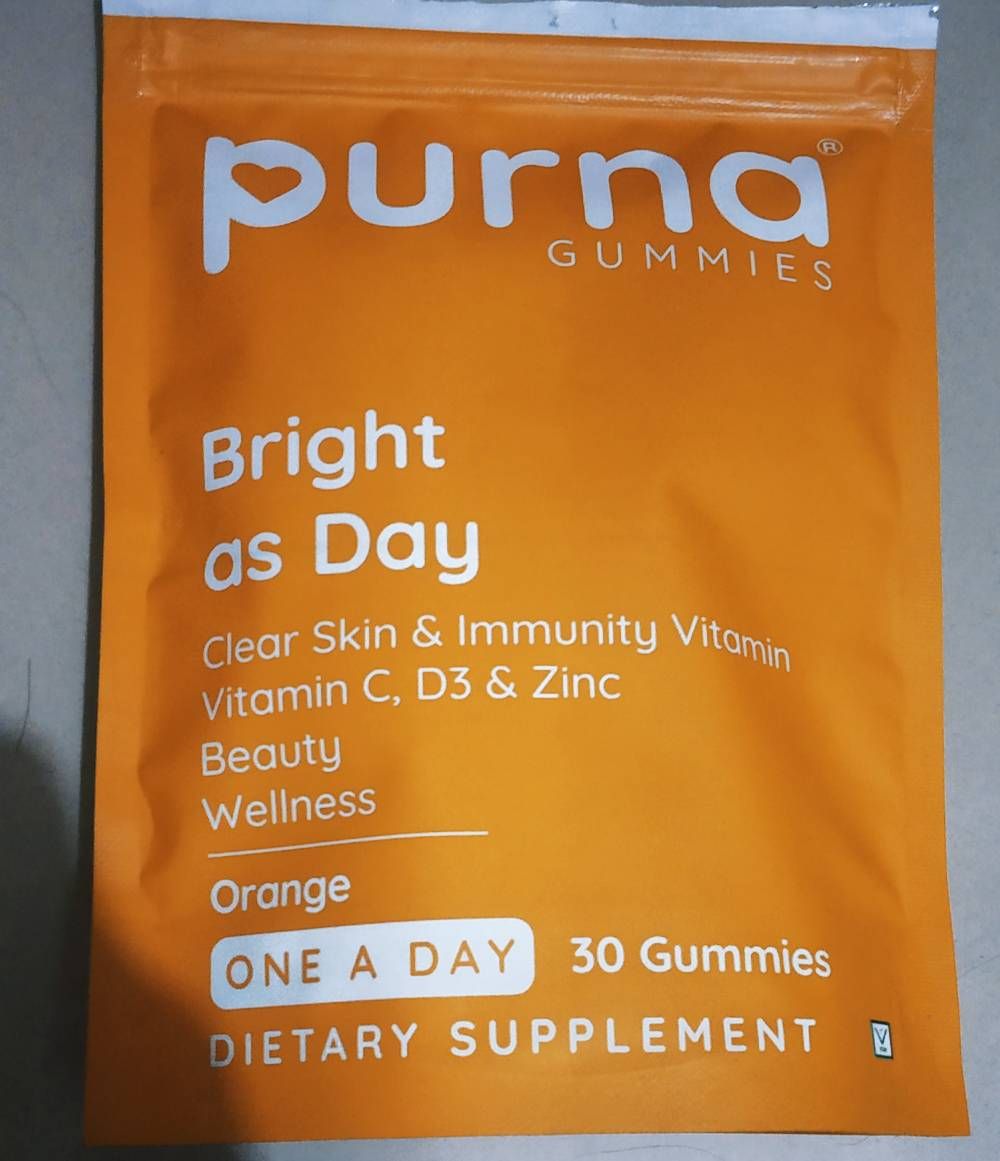 purna®
GUMMIES
Bright
as Day
Clear Skin & Immunity Vitamin
Vitamin C, D3 & Zinc
Beauty
Wellness
Orange
ONE A DAY 30 Gummies
DIETARY SUPPLEMENT
V